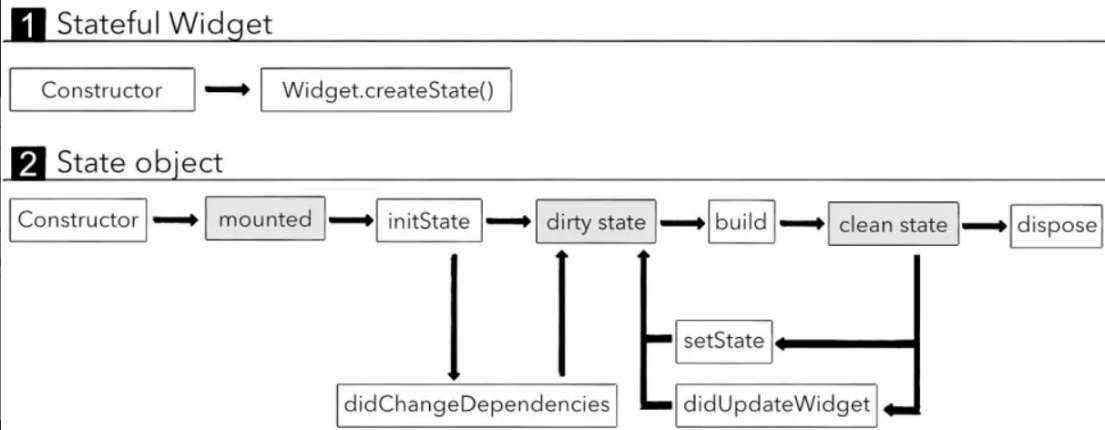 1 Stateful Widget
Constructor
Widget.createState()
2 State object
Constructor
mounted
initState
dirty state
build
clean state
dispose
setState
didChangeDependencies
didUpdateWidget